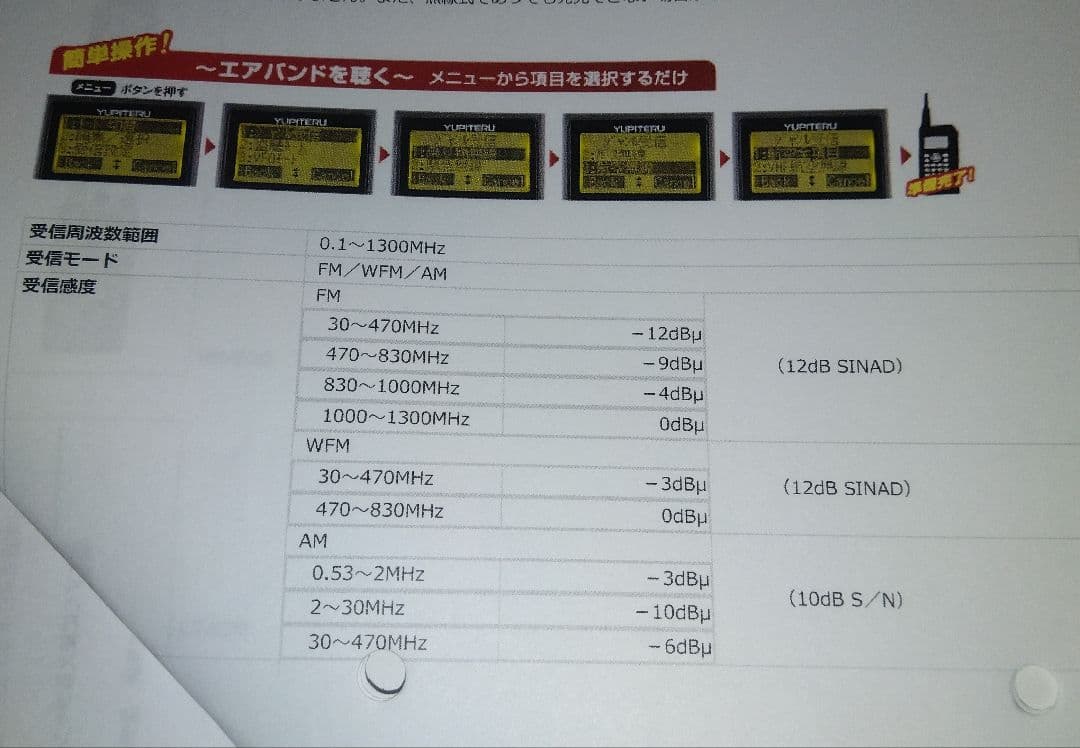 簡単操作!
～エアバンドを聴く～ メニューから項目を選択するだけ
メニュー ボタンを押す
YUPITERU
YUPITERU
YUPITERU
YUPITERU
YUPITERU
準備完了!
受信周波数範囲 0.1～1300MHz
受信モード FM／WFM／AM
受信感度 FM
30～470MHz －12dBμ
470～830MHz －9dBμ
830～1000MHz －4dBμ
1000～1300MHz 0dBμ
（12dB SINAD）
WFM
30～470MHz －3dBμ
470～830MHz 0dBμ
（12dB SINAD）
AM
0.53～2MHz －3dBμ
2～30MHz －10dBμ
30～470MHz －6dBμ
（10dB S／N）